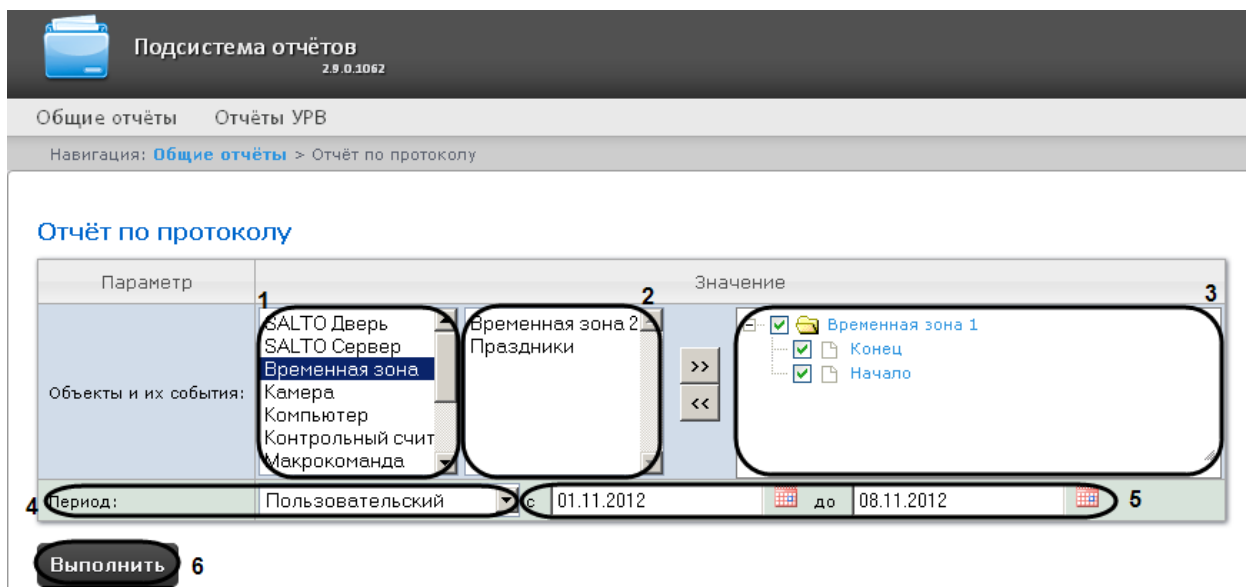 Подсистема отчётов
2.9.0.1062
Общие отчёты Отчёты УРВ
Навигация: Общие отчёты > Отчёт по протоколу
Отчёт по протоколу
Параметр Значение
1 2 3
Объекты и их события:
SALTO Дверь
SALTO Сервер
Временная зона
Камера
Компьютер
Контрольный счит
Макрокоманда
Временная зона 2
Праздники
>>
<<
Временная зона 1
Конец
Начало
4 Период: Пользовательский с 01.11.2012 до 08.11.2012 5
Выполнить 6